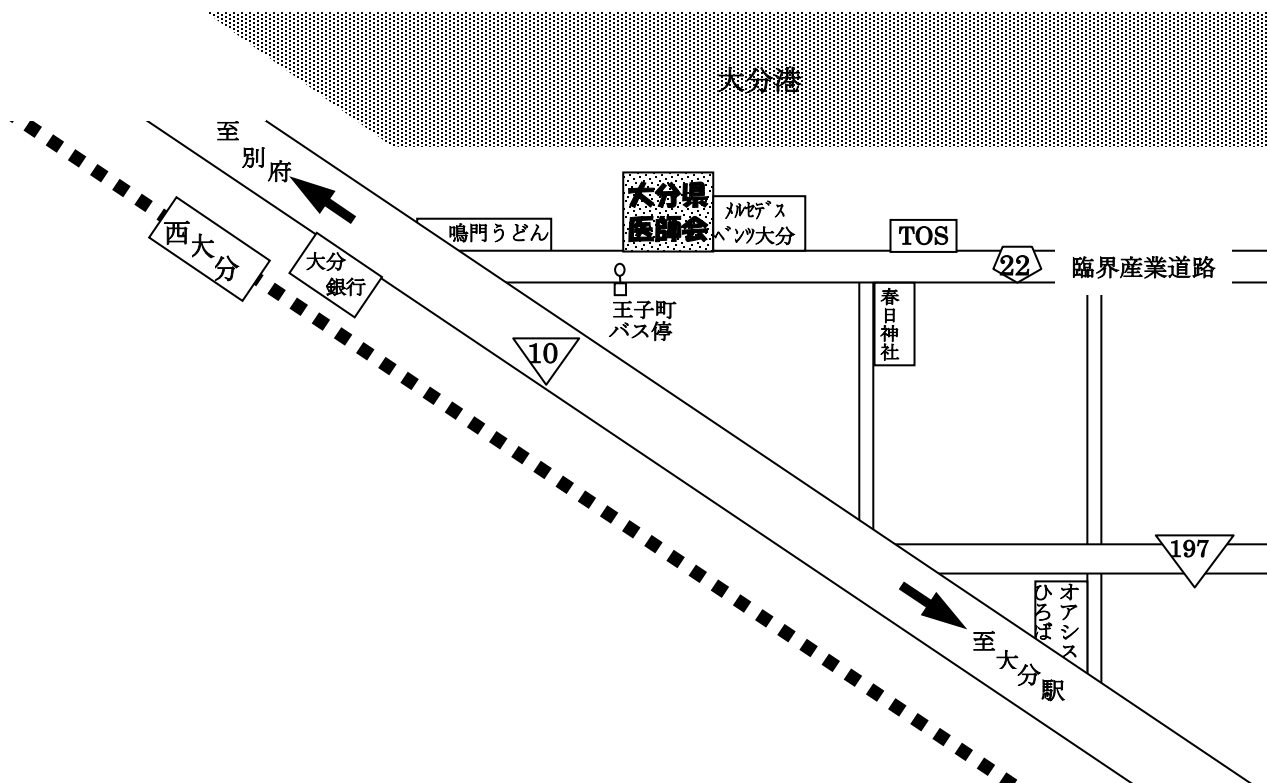 大分港
至別府
大分県
医師会
ﾒﾙｾﾃﾞｽ
ﾍﾞﾝﾂ大分
鳴門うどん
TOS
西大分
大分
銀行
22
臨界産業道路
王子町
バス停
春日神社
10
197
オアシス
ひろば
至大分駅